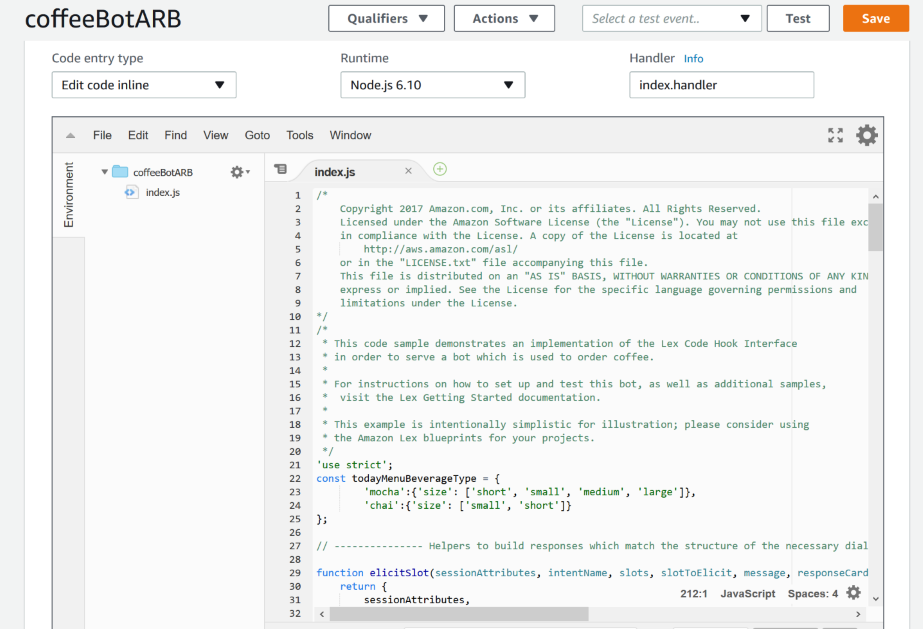 coffeeBotARB
Qualifiers Actions Select a test event.. Test Save
Code entry type Runtime Handler Info
Edit code inline Node.js 6.10 index.handler
File Edit Find View Goto Tools Window
Environment
coffeeBotARB
index.js
index.js
1 /*
2 Copyright 2017 Amazon.com, Inc. or its affiliates. All Rights Reserved.
3 Licensed under the Amazon Software License (the "License"). You may not use this file exc
4 in compliance with the License. A copy of the License is located at
5 http://aws.amazon.com/asl/
6 or in the "LICENSE.txt" file accompanying this file.
7 This file is distributed on an "AS IS" BASIS, WITHOUT WARRANTIES OR CONDITIONS OF ANY KIN
8 express or implied. See the License for the specific language governing permissions and
9 limitations under the License.
10 */
11 /*
12 * This code sample demonstrates an implementation of the Lex Code Hook Interface
13 * in order to serve a bot which is used to order coffee.
14 *
15 * For instructions on how to set up and test this bot, as well as additional samples,
16 * visit the Lex Getting Started documentation.
17 *
18 * This example is intentionally simplistic for illustration; please consider using
19 * the Amazon Lex blueprints for your projects.
20 */
21 'use strict';
22 const todayMenuBeverageType = {
23 'mocha':{'size': ['short', 'small', 'medium', 'large']},
24 'chai':{'size': ['small', 'short']}
25 };
26
27 // --------------- Helpers to build responses which match the structure of the necessary dial
28
29 function elicitSlot(sessionAttributes, intentName, slots, slotToElicit, message, responseCard
30 return {
31 sessionAttributes,
32
212:1 JavaScript Spaces: 4